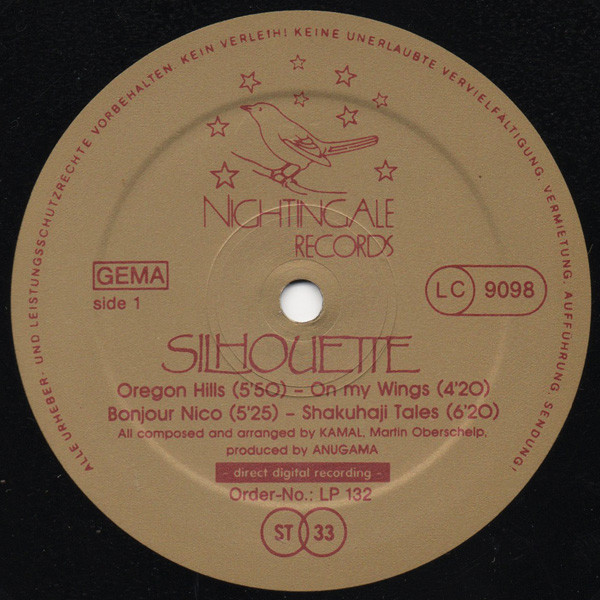 ALLE URHEBER- UND LEISTUNGSSCHUTZRECHTE VORBEHALTEN. KEIN VERLEIH! KEINE UNERLAUBTE VERVIELFÄLTIGUNG, VERMIETUNG, AUFFÜHRUNG, SENDUNG!
NIGHTINGALE
RECORDS
GEMA
LC 9098
side 1
SILHOUETTE
Oregon Hills (5'50) – On my Wings (4'20)
Bonjour Nico (5'25) – Shakuhaji Tales (6'20)
All composed and arranged by KAMAL, Martin Oberschelp,
produced by ANUGAMA
- direct digital recording -
Order-No.: LP 132
ST 33